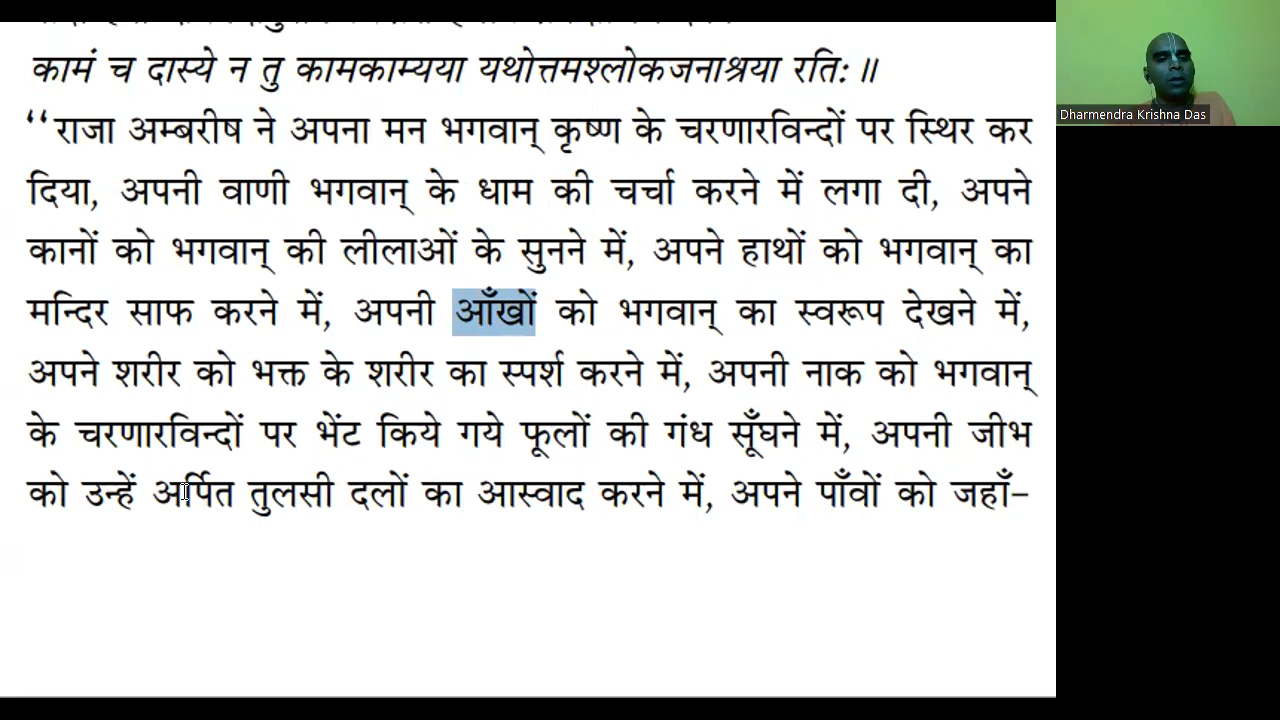 कामं च दास्ये न तु कामकाम्यया यथोत्तमश्लोकजनाश्रया रतिः ॥
‘‘राजा अम्बरीष ने अपना मन भगवान् कृष्ण के चरणारविन्दों पर स्थिर कर
दिया, अपनी वाणी भगवान् के धाम की चर्चा करने में लगा दी, अपने
कानों को भगवान् की लीलाओं के सुनने में, अपने हाथों को भगवान् का
मन्दिर साफ करने में, अपनी आँखों को भगवान् का स्वरूप देखने में,
अपने शरीर को भक्त के शरीर का स्पर्श करने में, अपनी नाक को भगवान्
के चरणारविन्दों पर भेंट किये गये फूलों की गंध सूँघने में, अपनी जीभ
को उन्हें अर्पित तुलसी दलों का आस्वाद करने में, अपने पाँवों को जहाँ-
Dharmendra Krishna Das